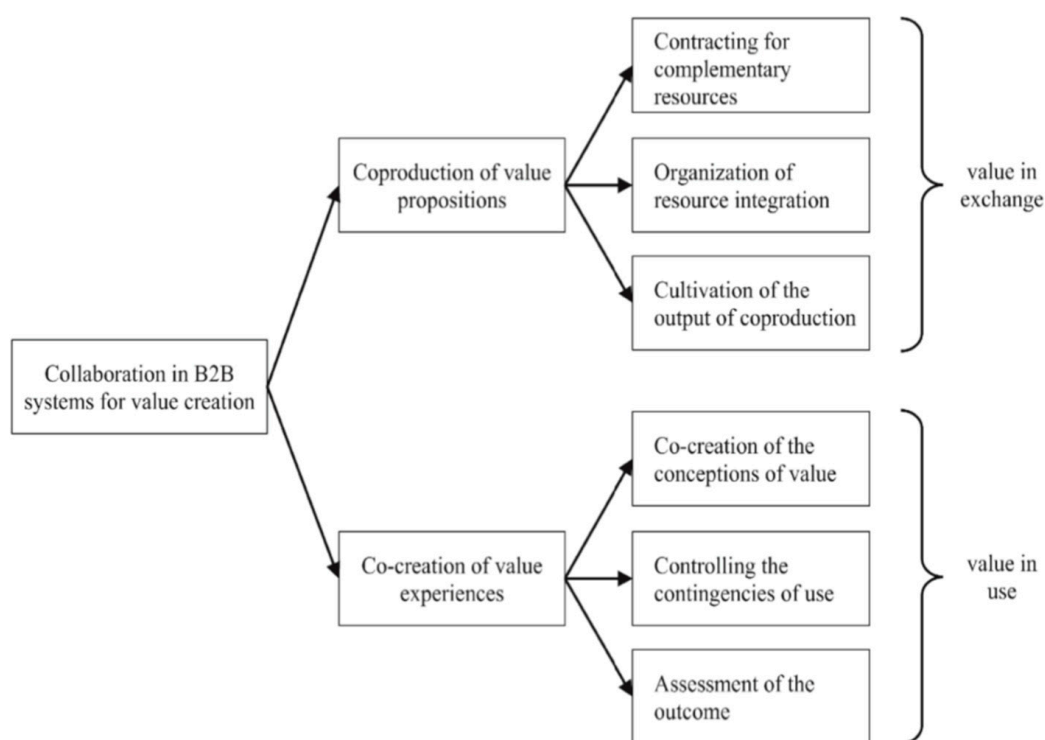 Contracting for
complementary
resources
Coproduction of value
propositions
Organization of
resource integration
value in
exchange
Cultivation of the
output of coproduction
Collaboration in B2B
systems for value creation
Co-creation of the
conceptions of value
Co-creation of value
experiences
Controlling the
contingencies of use
value in
use
Assessment of the
outcome